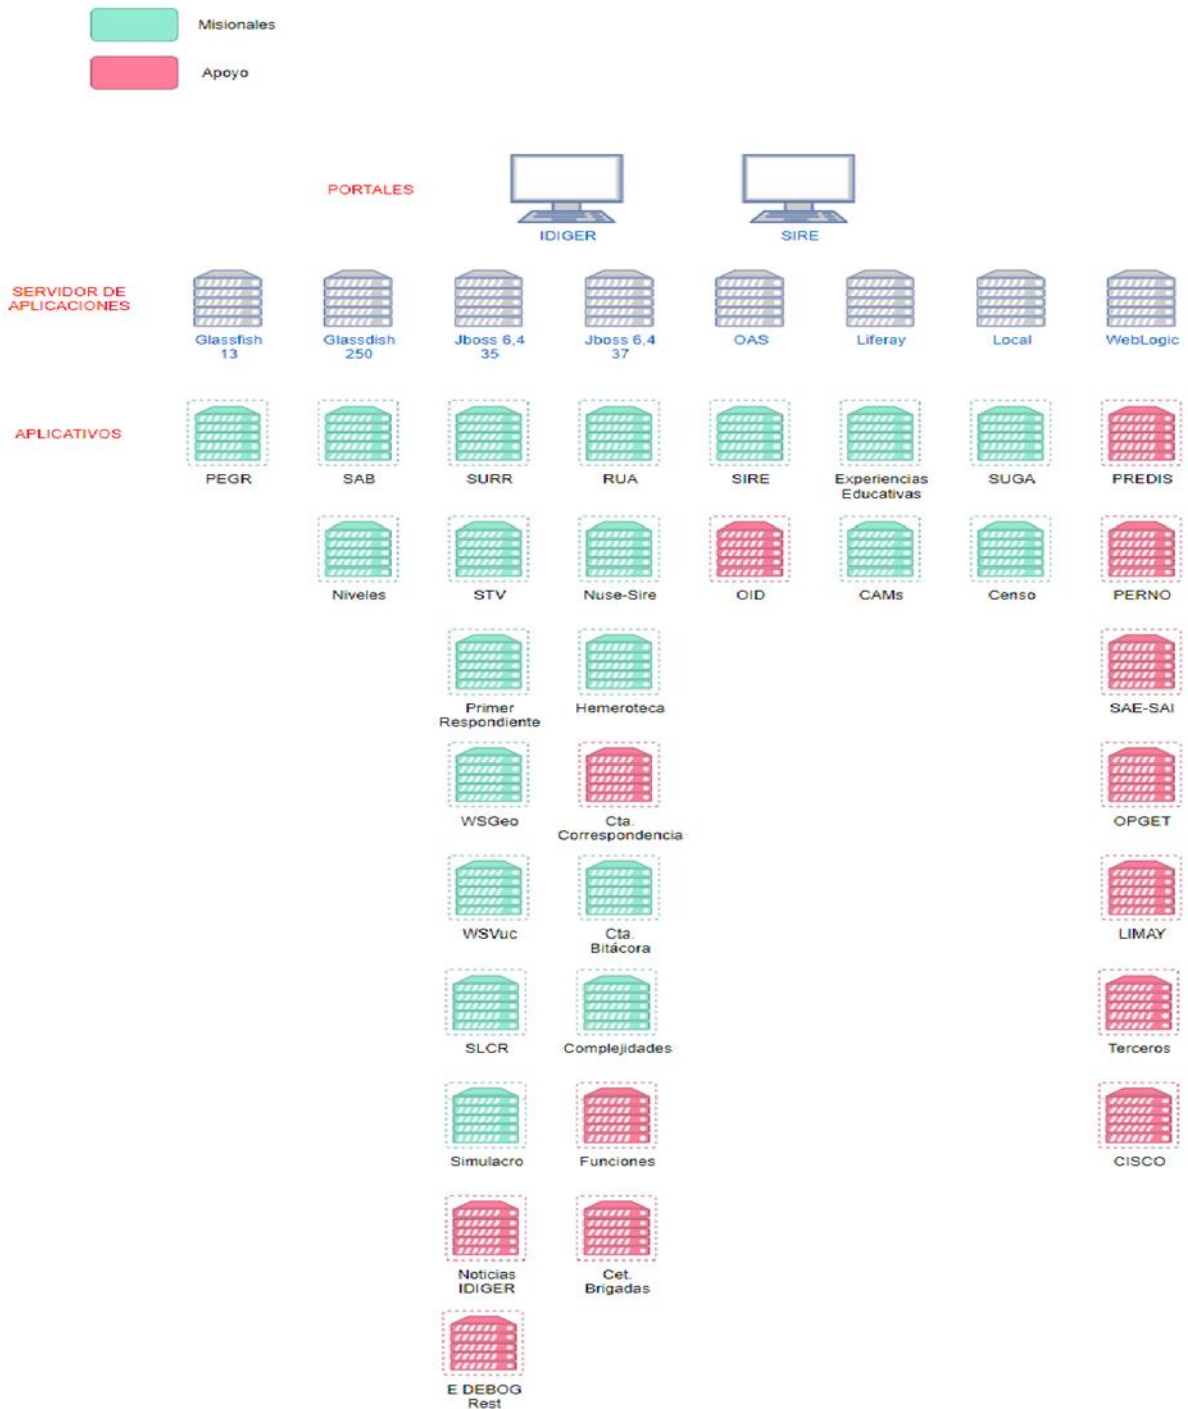 Misionales
Apoyo
PORTALES
IDIGER
SIRE
SERVIDOR DE
APLICACIONES
Glassfish
13
Glassdish
250
Jboss 6,4
35
Jboss 6,4
37
OAS
Liferay
Local
WebLogic
APLICATIVOS
PEGR
SAB
SURR
RUA
SIRE
Experiencias
Educativas
SUGA
PREDIS
Niveles
STV
Nuse-Sire
OID
CAMs
Censo
PERNO
Primer
Respondiente
Hemeroteca
SAE-SAI
WSGeo
Cta.
Correspondencia
OPGET
WSVuc
Cta.
Bitácora
LIMAY
SLCR
Complejidades
Terceros
Simulacro
Funciones
CISCO
Noticias
IDIGER
Cet.
Brigadas
E DEBOG
Rest